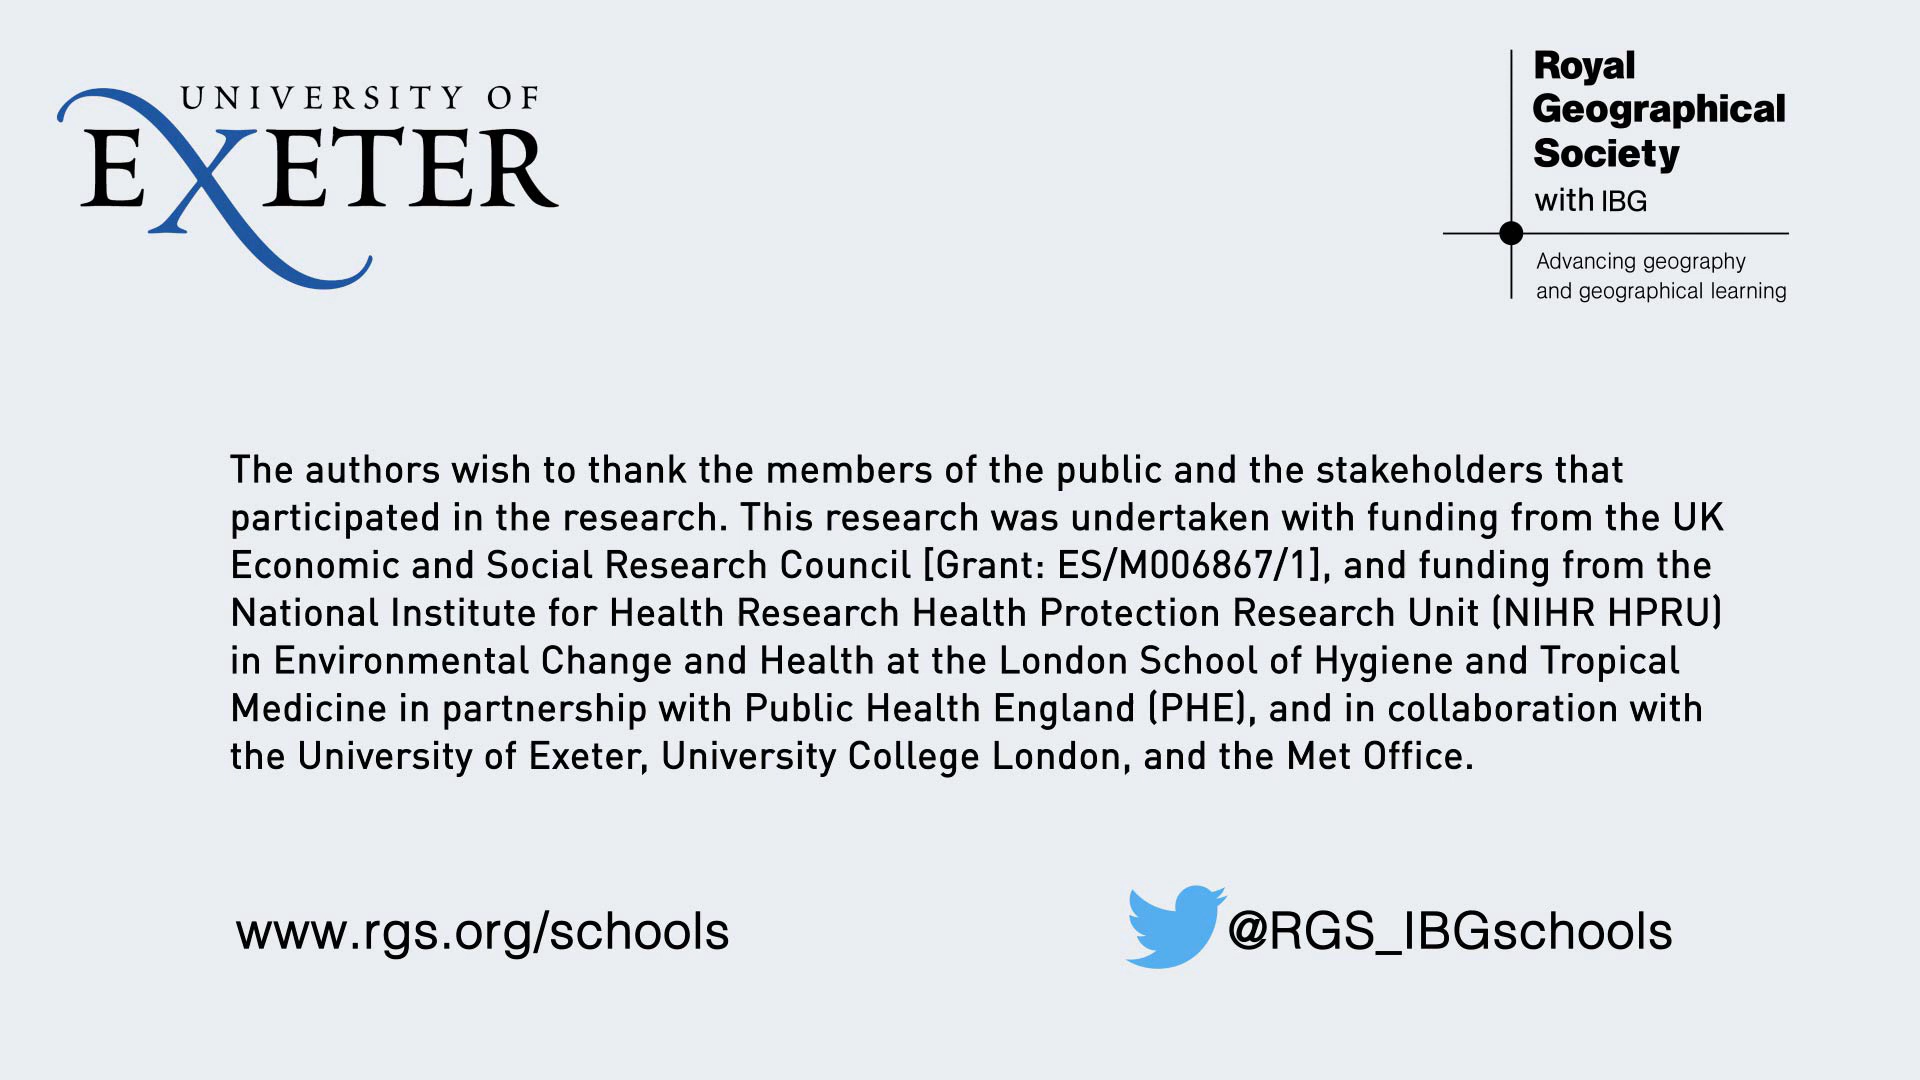 UNIVERSITY OF
EXETER
Royal
Geographical
Society
with IBG
Advancing geography
and geographical learning
The authors wish to thank the members of the public and the stakeholders that
participated in the research. This research was undertaken with funding from the UK
Economic and Social Research Council [Grant: ES/M006867/1], and funding from the
National Institute for Health Research Health Protection Research Unit (NIHR HPRU)
in Environmental Change and Health at the London School of Hygiene and Tropical
Medicine in partnership with Public Health England (PHE), and in collaboration with
the University of Exeter, University College London, and the Met Office.
www.rgs.org/schools
@RGS_IBGschools